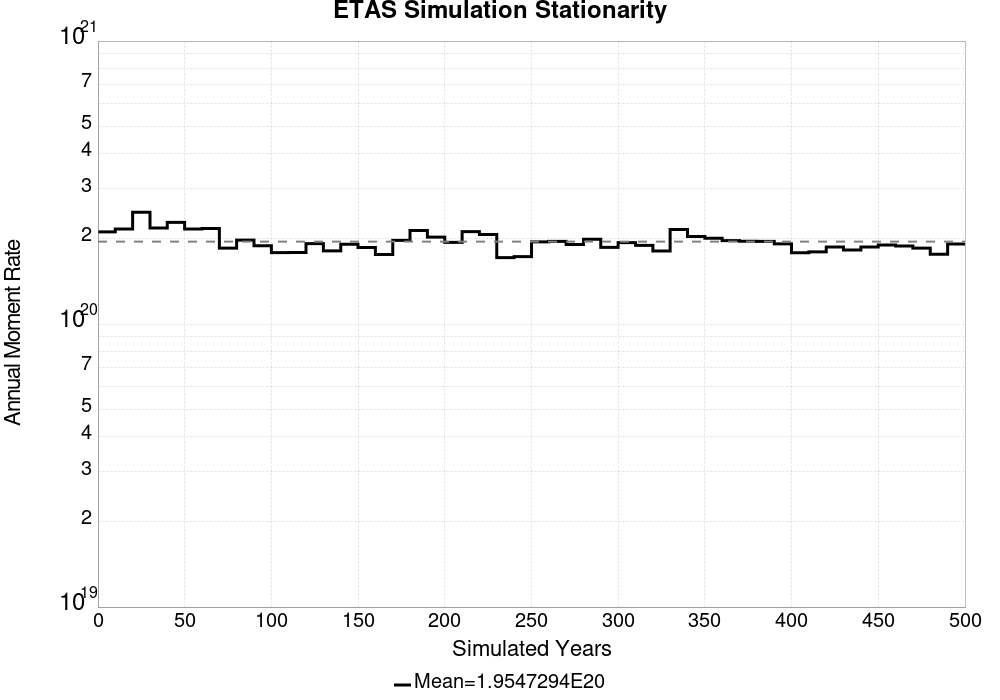 ETAS Simulation Stationarity
10^21
7
5
4
3
2
10^20
7
5
4
3
2
10^19
Annual Moment Rate
0 50 100 150 200 250 300 350 400 450 500
Simulated Years
Mean=1.9547294E20